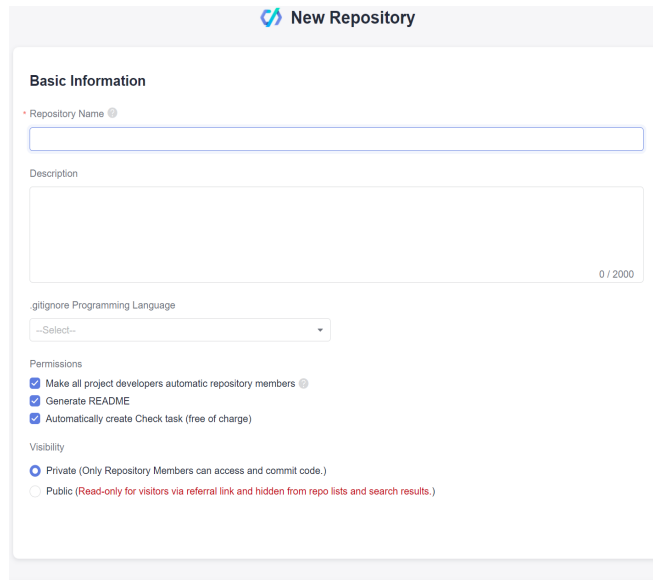 New Repository
Basic Information
* Repository Name ?
Description
0 / 2000
.gitignore Programming Language
--Select--
Permissions
Make all project developers automatic repository members ?
Generate README
Automatically create Check task (free of charge)
Visibility
Private (Only Repository Members can access and commit code.)
Public (Read-only for visitors via referral link and hidden from repo lists and search results.)